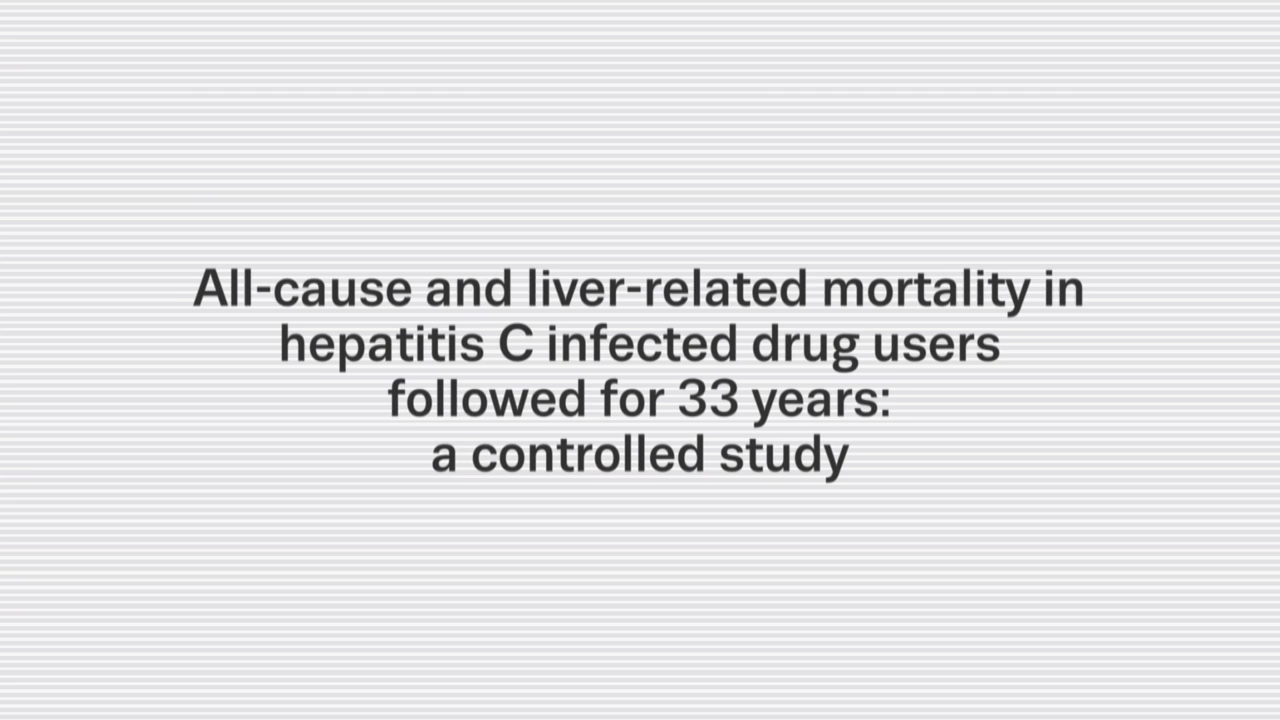 All-cause and liver-related mortality in
hepatitis C infected drug users
followed for 33 years:
a controlled study